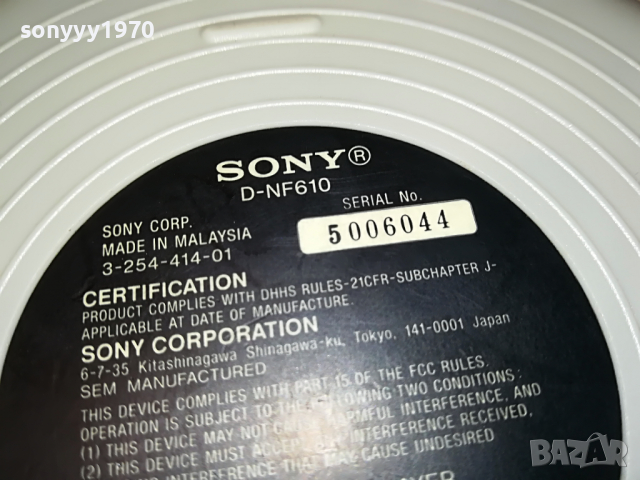 sonyyy1970
SONY®
D-NF610
SERIAL No.
5006044
SONY CORP.
MADE IN MALAYSIA
3-254-414-01
CERTIFICATION
PRODUCT COMPLIES WITH DHHS RULES-21CFR-SUBCHAPTER J-
APPLICABLE AT DATE OF MANUFACTURE.
SONY CORPORATION
6-7-35 Kitashinagawa Shinagawa-ku, Tokyo, 141-0001 Japan
SEM MANUFACTURED
THIS DEVICE COMPLIES WITH PART 15 OF THE FCC RULES.
OPERATION IS SUBJECT TO THE FOLLOWING TWO CONDITIONS:
(1) THIS DEVICE MAY NOT CAUSE HARMFUL INTERFERENCE, AND
(2) THIS DEVICE MUST ACCEPT ANY INTERFERENCE RECEIVED,
INTERFERENCE THAT MAY CAUSE UNDESIRED
BAZAR